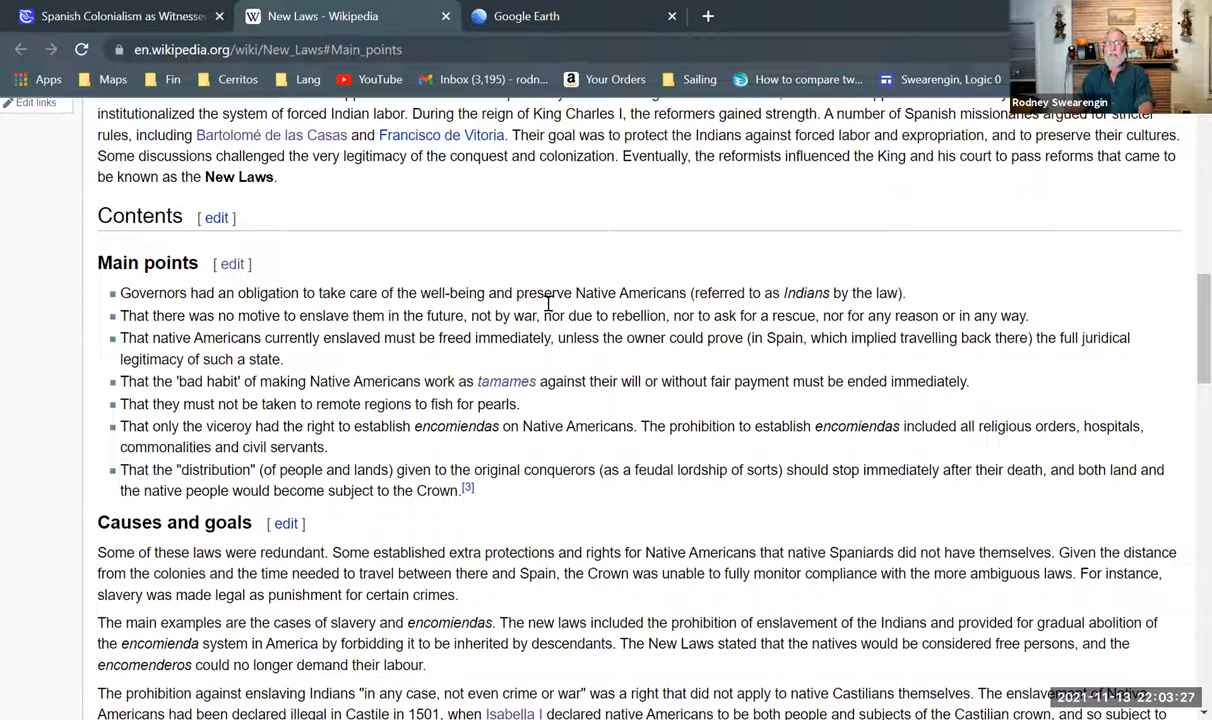 Spanish Colonialism as Witnesse
New Laws - Wikipedia
Google Earth
en.wikipedia.org/wiki/New_Laws#Main_points
Apps Maps Fin Cerritos Lang YouTube Inbox (3,195) - rodn... Your Orders Sailing How to compare tw... Swearengin, Logic 0
Rodney Swearengin
Edit links
institutionalized the system of forced Indian labor. During the reign of King Charles I, the reformers gained strength. A number of Spanish missionaries argued for stricter
rules, including Bartolomé de las Casas and Francisco de Vitoria. Their goal was to protect the Indians against forced labor and expropriation, and to preserve their cultures.
Some discussions challenged the very legitimacy of the conquest and colonization. Eventually, the reformists influenced the King and his court to pass reforms that came to
be known as the New Laws.
Contents [ edit ]
Main points [ edit ]
Governors had an obligation to take care of the well-being and preserve Native Americans (referred to as Indians by the law).
That there was no motive to enslave them in the future, not by war, nor due to rebellion, nor to ask for a rescue, nor for any reason or in any way.
That native Americans currently enslaved must be freed immediately, unless the owner could prove (in Spain, which implied travelling back there) the full juridical
legitimacy of such a state.
That the 'bad habit' of making Native Americans work as tamames against their will or without fair payment must be ended immediately.
That they must not be taken to remote regions to fish for pearls.
That only the viceroy had the right to establish encomiendas on Native Americans. The prohibition to establish encomiendas included all religious orders, hospitals,
commonalities and civil servants.
That the "distribution" (of people and lands) given to the original conquerors (as a feudal lordship of sorts) should stop immediately after their death, and both land and
the native people would become subject to the Crown.[3]
Causes and goals [ edit ]
Some of these laws were redundant. Some established extra protections and rights for Native Americans that native Spaniards did not have themselves. Given the distance
from the colonies and the time needed to travel between there and Spain, the Crown was unable to fully monitor compliance with the more ambiguous laws. For instance,
slavery was made legal as punishment for certain crimes.
The main examples are the cases of slavery and encomiendas. The new laws included the prohibition of enslavement of the Indians and provided for gradual abolition of
the encomienda system in America by forbidding it to be inherited by descendants. The New Laws stated that the natives would be considered free persons, and the
encomenderos could no longer demand their labour.
The prohibition against enslaving Indians "in any case, not even crime or war" was a right that did not apply to native Castilians themselves. The enslavement of Native
Americans had been declared illegal in Castile in 1501, when Isabella I declared native Americans to be both people and subjects of the Castilian crown, and so subject to
2021-11-13 22:03:27